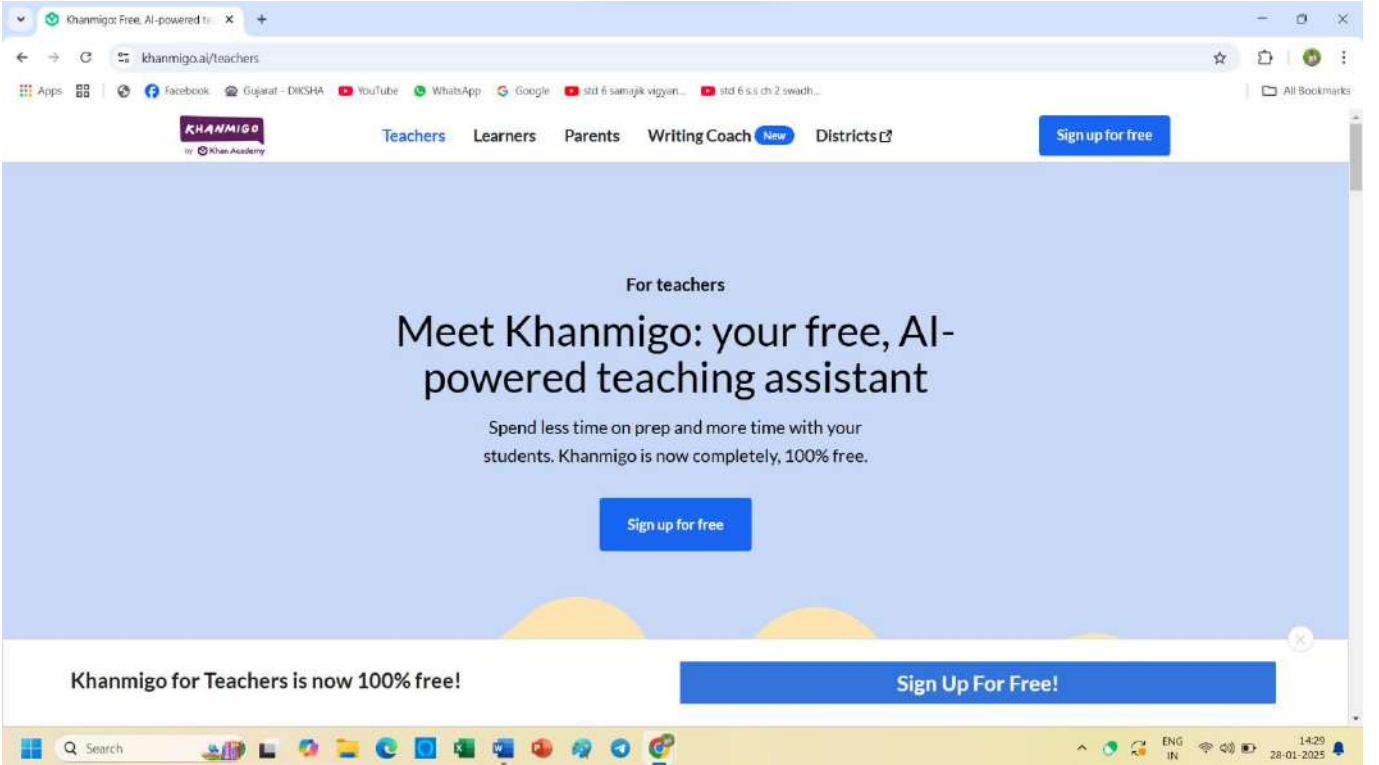 Khanmigo: Free, AI-powered te
khanmigo.ai/teachers
Apps Facebook Gujarat - DIKSHA YouTube WhatsApp Google std 6 samajik vigyan... std 6 s.s ch 2 swadh... All Bookmarks
KHANMIGO
by Khan Academy
Teachers Learners Parents Writing Coach New Districts Sign up for free
For teachers
Meet Khanmigo: your free, AI-
powered teaching assistant
Spend less time on prep and more time with your
students. Khanmigo is now completely, 100% free.
Sign up for free
Khanmigo for Teachers is now 100% free! Sign Up For Free!
Search ENG 14:29
IN 28-01-2025